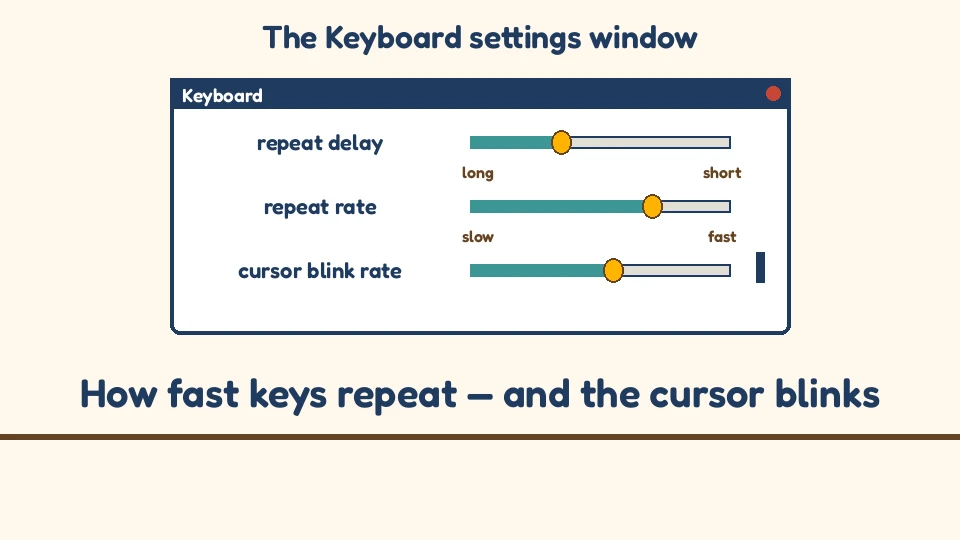 The Keyboard settings window
Keyboard
repeat delay
long short
repeat rate
slow fast
cursor blink rate
How fast keys repeat — and the cursor blinks